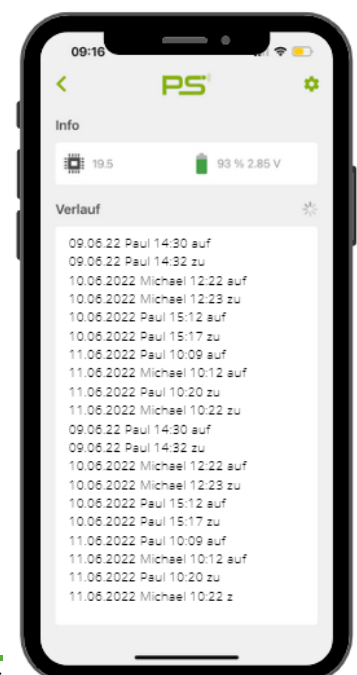 09:16
PS
Info
19.5 93 % 2.85 V
Verlauf
09.06.22 Paul 14:30 auf
09.06.22 Paul 14:32 zu
10.06.2022 Michael 12:22 auf
10.06.2022 Michael 12:23 zu
10.06.2022 Paul 15:12 auf
10.06.2022 Paul 15:17 zu
11.06.2022 Paul 10:09 auf
11.06.2022 Michael 10:12 auf
11.06.2022 Paul 10:20 zu
11.06.2022 Michael 10:22 zu
09.06.22 Paul 14:30 auf
09.06.22 Paul 14:32 zu
10.06.2022 Michael 12:22 auf
10.06.2022 Michael 12:23 zu
10.06.2022 Paul 15:12 auf
10.06.2022 Paul 15:17 zu
11.06.2022 Paul 10:09 auf
11.06.2022 Michael 10:12 auf
11.06.2022 Paul 10:20 zu
11.06.2022 Michael 10:22 z